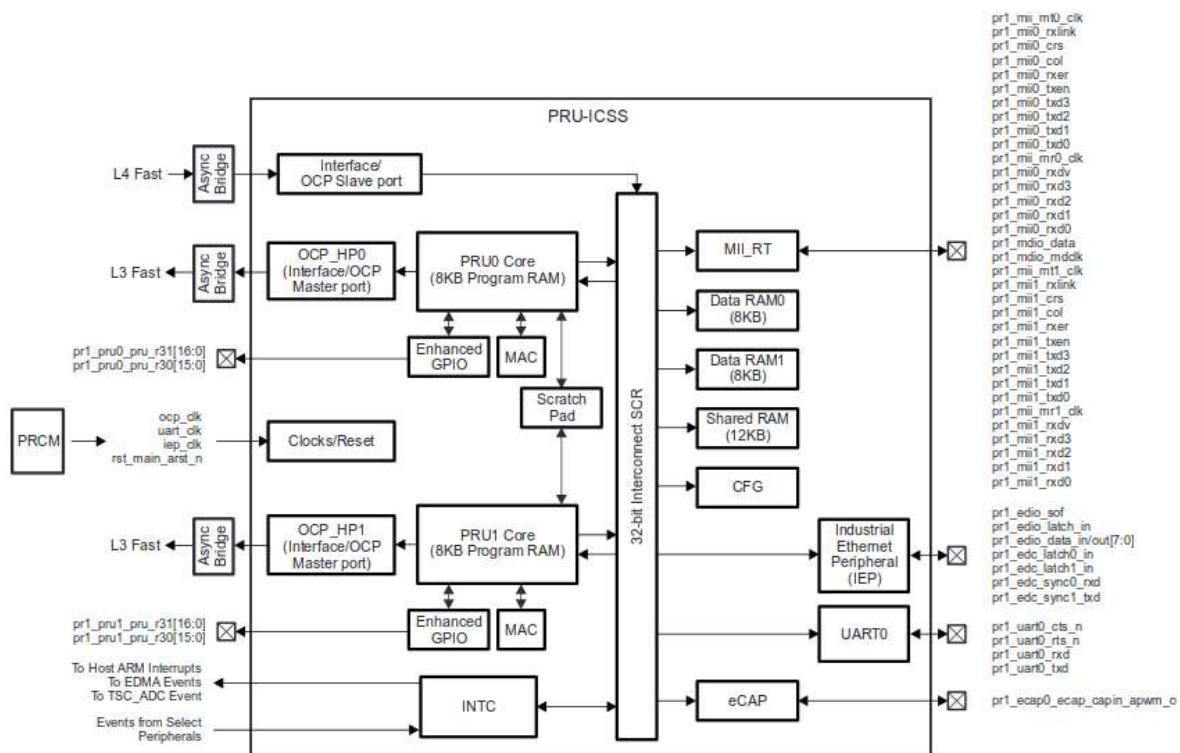 PRU-ICSS
L4 Fast
Async
Bridge
Interface/
OCP Slave port
L3 Fast
Async
Bridge
OCP_HP0
(Interface/OCP
Master port)
PRU0 Core
(8KB Program RAM)
pr1_pru0_pru_r31[16:0]
pr1_pru0_pru_r30[15:0]
Enhanced
GPIO
MAC
Scratch
Pad
PRCM
ocp_clk
uart_clk
iep_clk
rst_main_arst_n
Clocks/Reset
L3 Fast
Async
Bridge
OCP_HP1
(Interface/OCP
Master port)
PRU1 Core
(8KB Program RAM)
pr1_pru1_pru_r31[16:0]
pr1_pru1_pru_r30[15:0]
Enhanced
GPIO
MAC
To Host ARM Interrupts
To EDMA Events
To TSC_ADC Event
Events from Select
Peripherals
INTC
32-bit Interconnect SCR
MII_RT
Data RAM0
(8KB)
Data RAM1
(8KB)
Shared RAM
(12KB)
CFG
Industrial
Ethernet
Peripheral
(IEP)
UART0
eCAP
pr1_mii_mt0_clk
pr1_mii0_rxlink
pr1_mii0_crs
pr1_mii0_col
pr1_mii0_rxer
pr1_mii0_txen
pr1_mii0_txd3
pr1_mii0_txd2
pr1_mii0_txd1
pr1_mii0_txd0
pr1_mii_mr0_clk
pr1_mii0_rxdv
pr1_mii0_rxd3
pr1_mii0_rxd2
pr1_mii0_rxd1
pr1_mii0_rxd0
pr1_mdio_data
pr1_mdio_mdclk
pr1_mii_mt1_clk
pr1_mii1_rxlink
pr1_mii1_crs
pr1_mii1_col
pr1_mii1_rxer
pr1_mii1_txen
pr1_mii1_txd3
pr1_mii1_txd2
pr1_mii1_txd1
pr1_mii1_txd0
pr1_mii_mr1_clk
pr1_mii1_rxdv
pr1_mii1_rxd3
pr1_mii1_rxd2
pr1_mii1_rxd1
pr1_mii1_rxd0
pr1_edio_sof
pr1_edio_latch_in
pr1_edio_data_in/out[7:0]
pr1_edc_latch0_in
pr1_edc_latch1_in
pr1_edc_sync0_rxd
pr1_edc_sync1_txd
pr1_uart0_cts_n
pr1_uart0_rts_n
pr1_uart0_rxd
pr1_uart0_txd
pr1_ecap0_ecap_capin_apwm_o